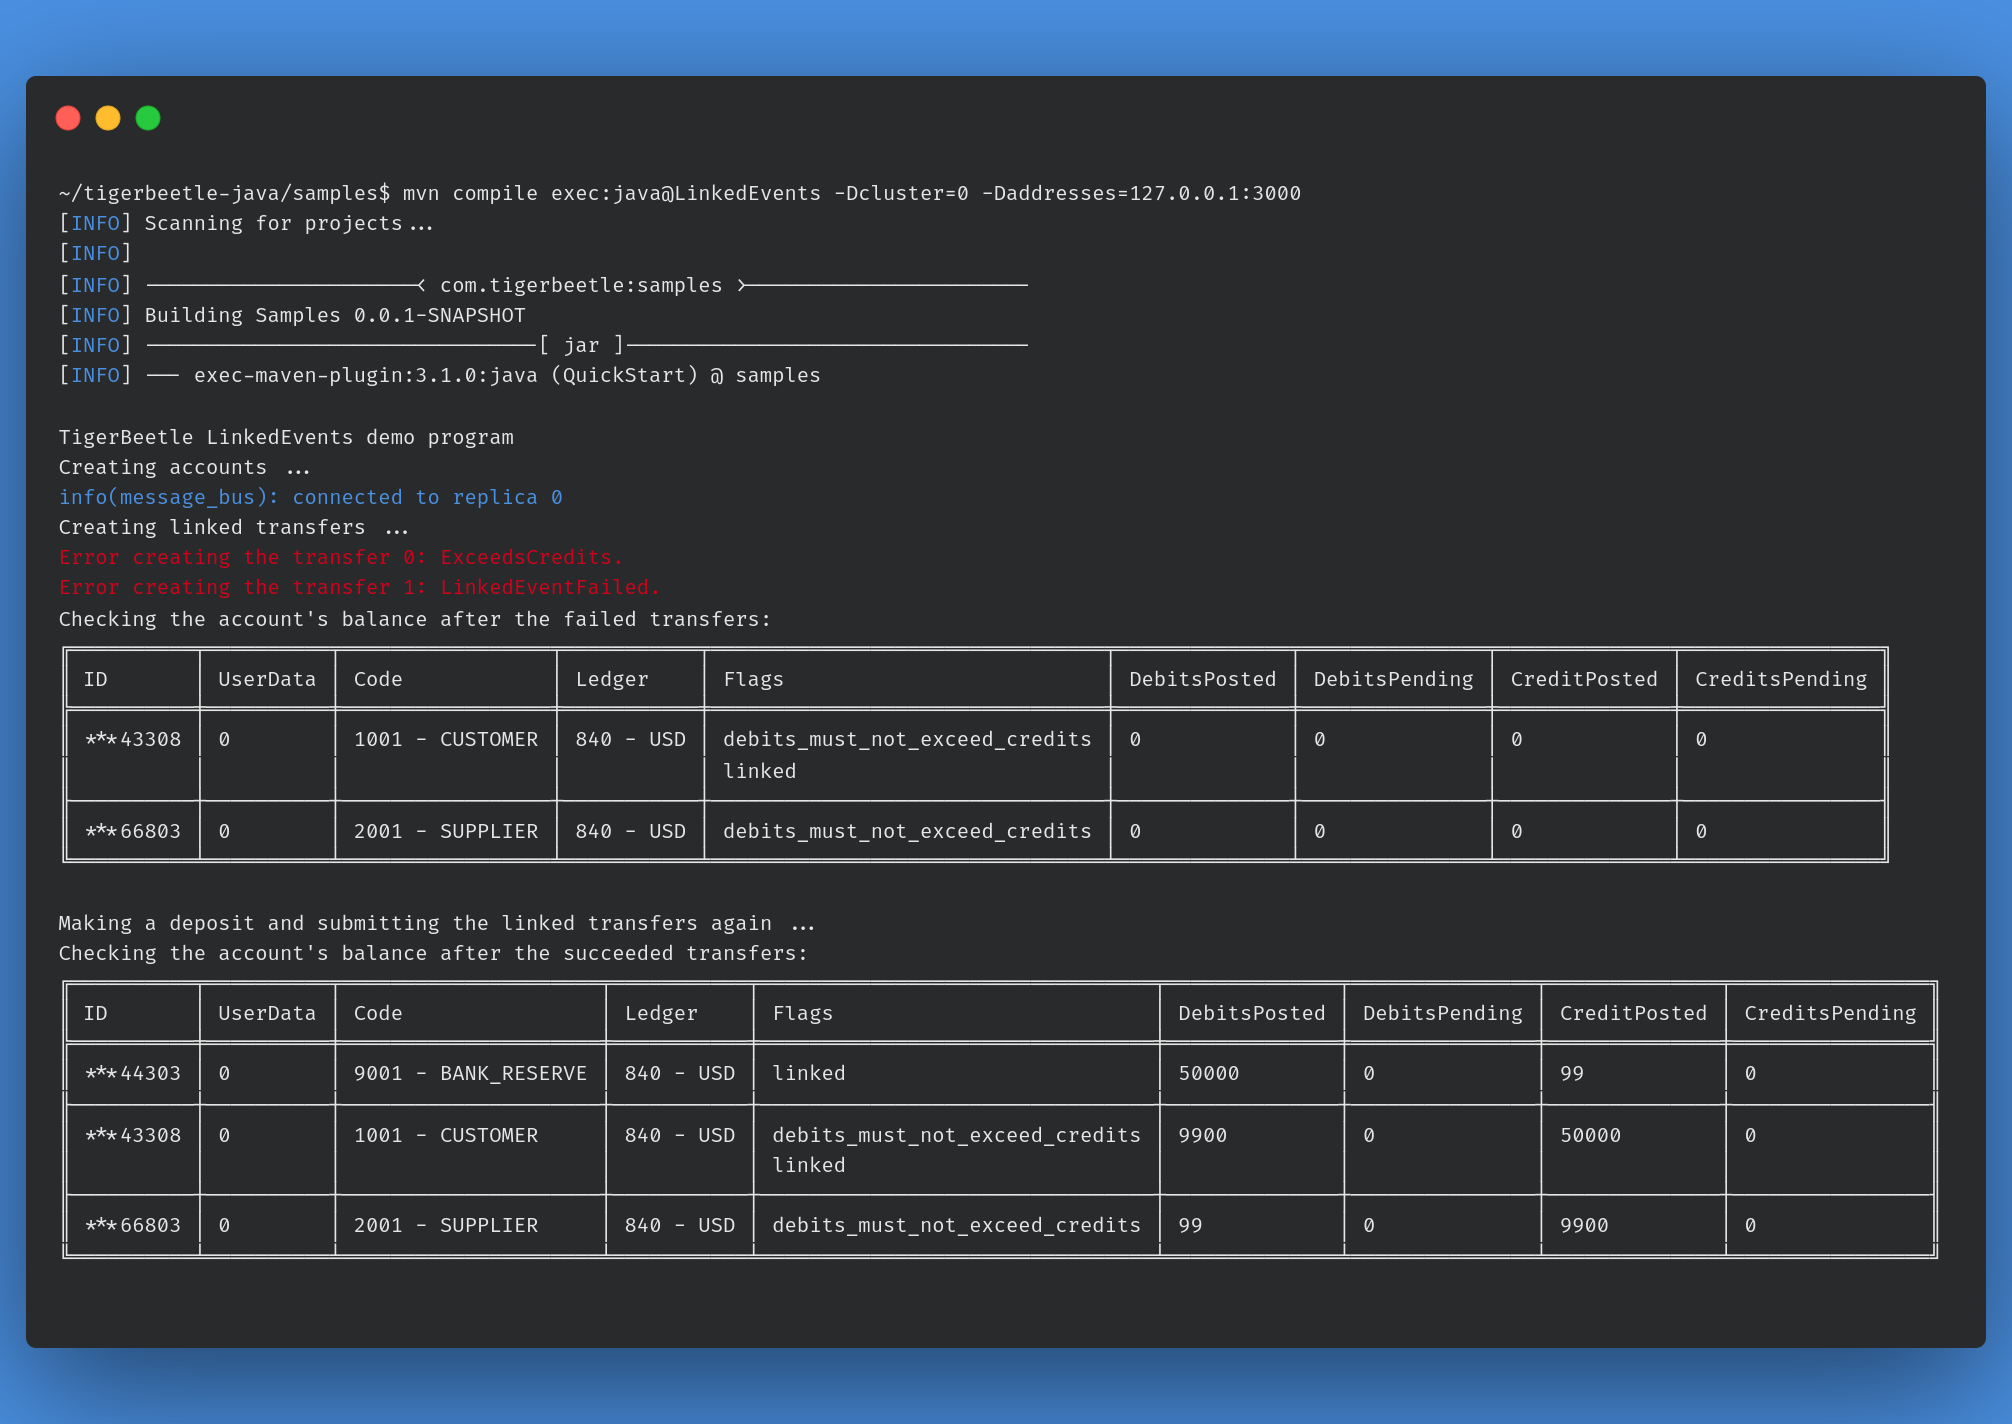 ~/tigerbeetle-java/samples$ mvn compile exec:java@LinkedEvents -Dcluster=0 -Daddresses=127.0.0.1:3000
[INFO] Scanning for projects...
[INFO]
[INFO] ----------------------< com.tigerbeetle:samples >-----------------------
[INFO] Building Samples 0.0.1-SNAPSHOT
[INFO] --------------------------------[ jar ]---------------------------------
[INFO] --- exec-maven-plugin:3.1.0:java (QuickStart) @ samples
TigerBeetle LinkedEvents demo program
Creating accounts ...
info(message_bus): connected to replica 0
Creating linked transfers ...
Error creating the transfer 0: ExceedsCredits.
Error creating the transfer 1: LinkedEventFailed.
Checking the account's balance after the failed transfers:
ID UserData Code Ledger Flags DebitsPosted DebitsPending CreditPosted CreditsPending
***43308 0 1001 - CUSTOMER 840 - USD debits_must_not_exceed_credits 0 0 0 0
linked
***66803 0 2001 - SUPPLIER 840 - USD debits_must_not_exceed_credits 0 0 0 0
Making a deposit and submitting the linked transfers again ...
Checking the account's balance after the succeeded transfers:
ID UserData Code Ledger Flags DebitsPosted DebitsPending CreditPosted CreditsPending
***44303 0 9001 - BANK_RESERVE 840 - USD linked 50000 0 99 0
***43308 0 1001 - CUSTOMER 840 - USD debits_must_not_exceed_credits 9900 0 50000 0
linked
***66803 0 2001 - SUPPLIER 840 - USD debits_must_not_exceed_credits 99 0 9900 0